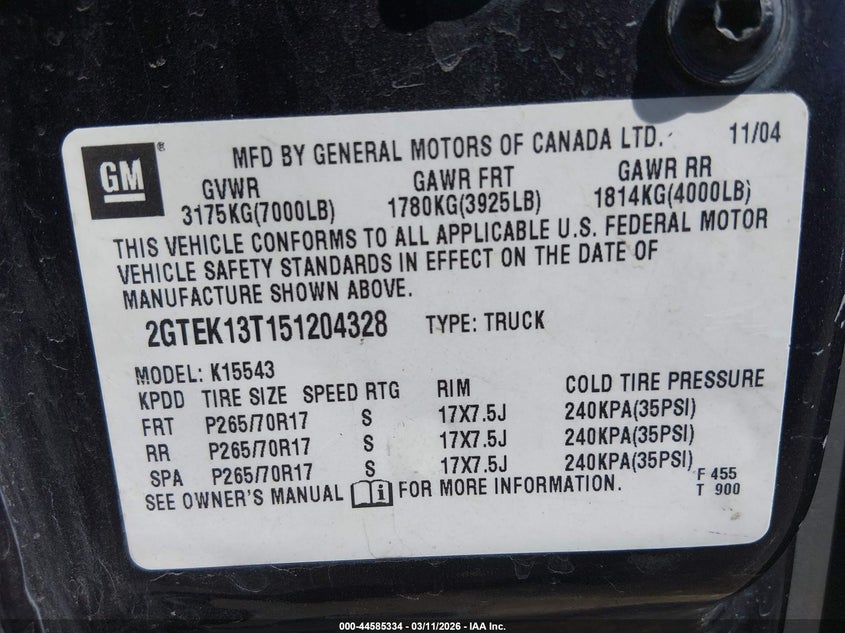 GM®
MFD BY GENERAL MOTORS OF CANADA LTD. 11/04
GVWR GAWR FRT GAWR RR
3175KG(7000LB) 1780KG(3925LB) 1814KG(4000LB)
THIS VEHICLE CONFORMS TO ALL APPLICABLE U.S. FEDERAL MOTOR
VEHICLE SAFETY STANDARDS IN EFFECT ON THE DATE OF
MANUFACTURE SHOWN ABOVE.
2GTEK13T151204328 TYPE: TRUCK
MODEL: K15543
KPDD TIRE SIZE SPEED RTG RIM COLD TIRE PRESSURE
FRT P265/70R17 S 17X7.5J 240KPA(35PSI)
RR P265/70R17 S 17X7.5J 240KPA(35PSI)
SPA P265/70R17 S 17X7.5J 240KPA(35PSI)
SEE OWNER'S MANUAL i FOR MORE INFORMATION.
F 455
T 900
000-44585334 - 03/11/2026 - IAA Inc.